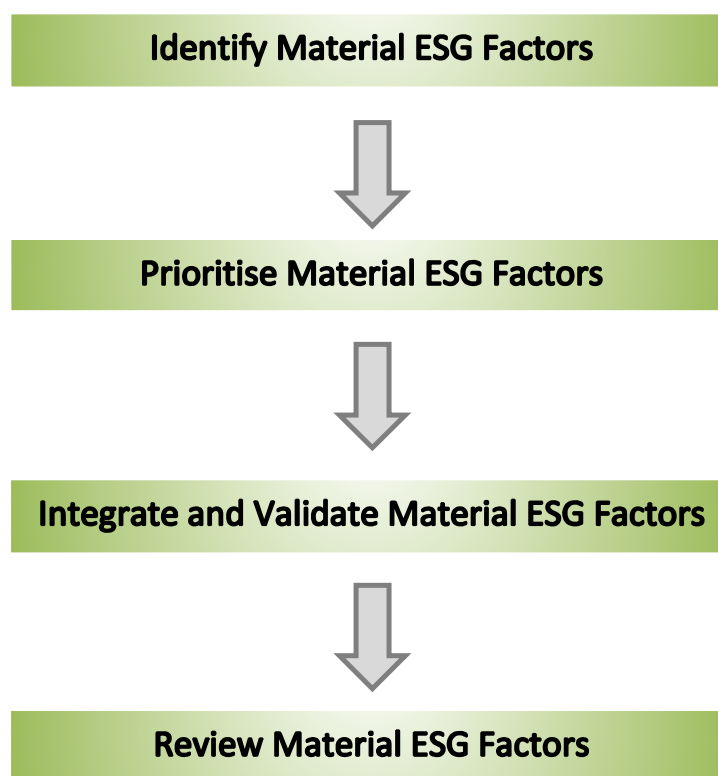 Identify Material ESG Factors
Prioritise Material ESG Factors
Integrate and Validate Material ESG Factors
Review Material ESG Factors